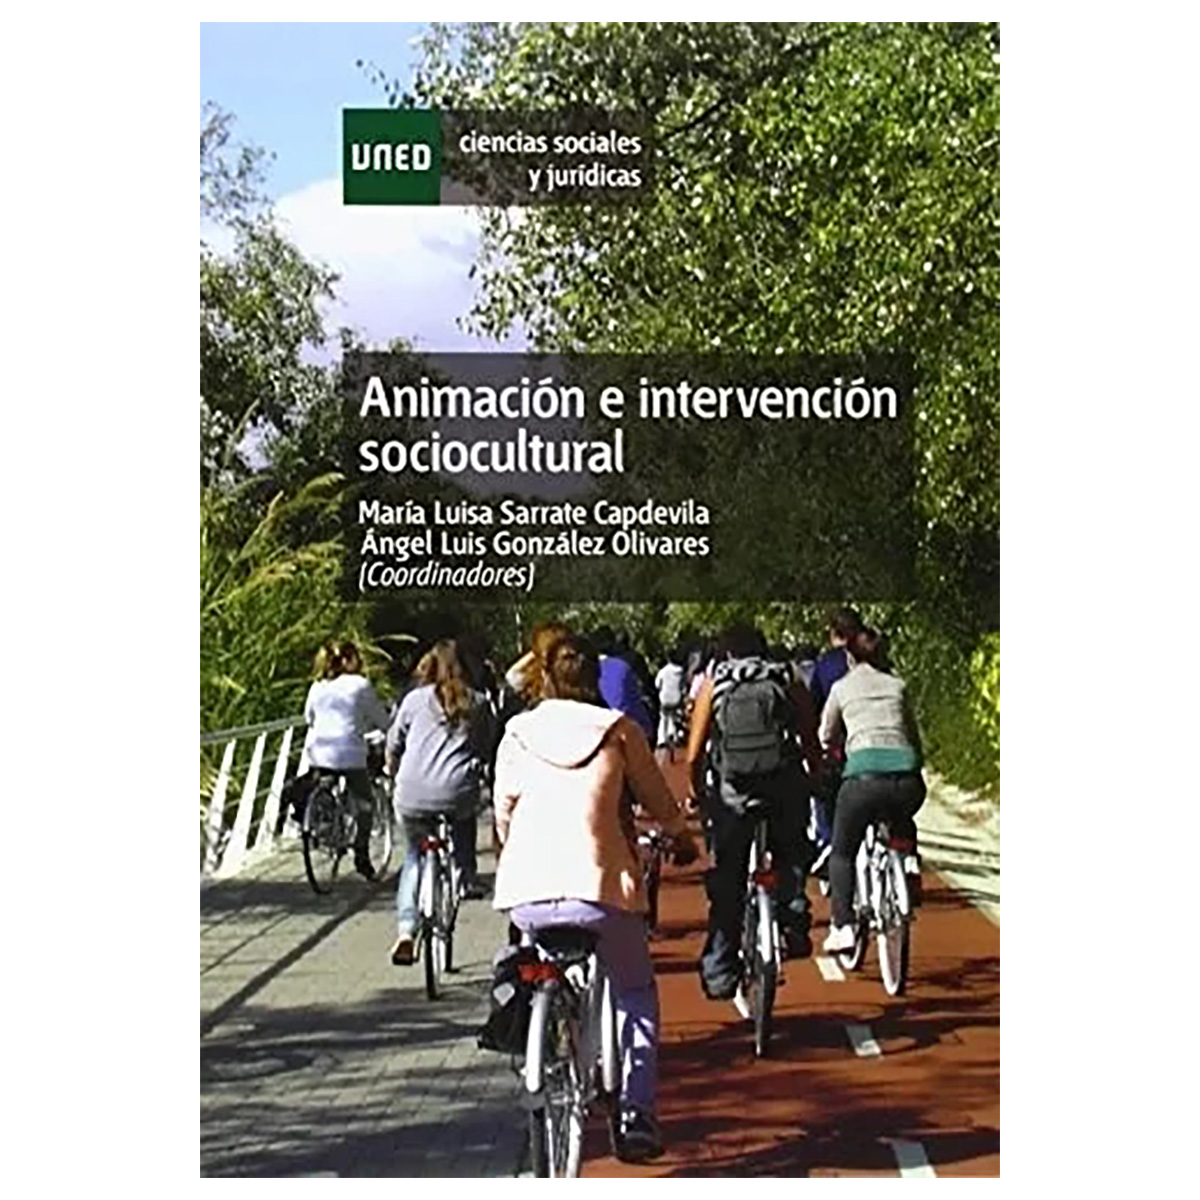 UNED
ciencias sociales
y jurídicas
Animación e intervención
sociocultural
María Luisa Sarrate Capdevila
Ángel Luis González Olivares
(Coordinadores)